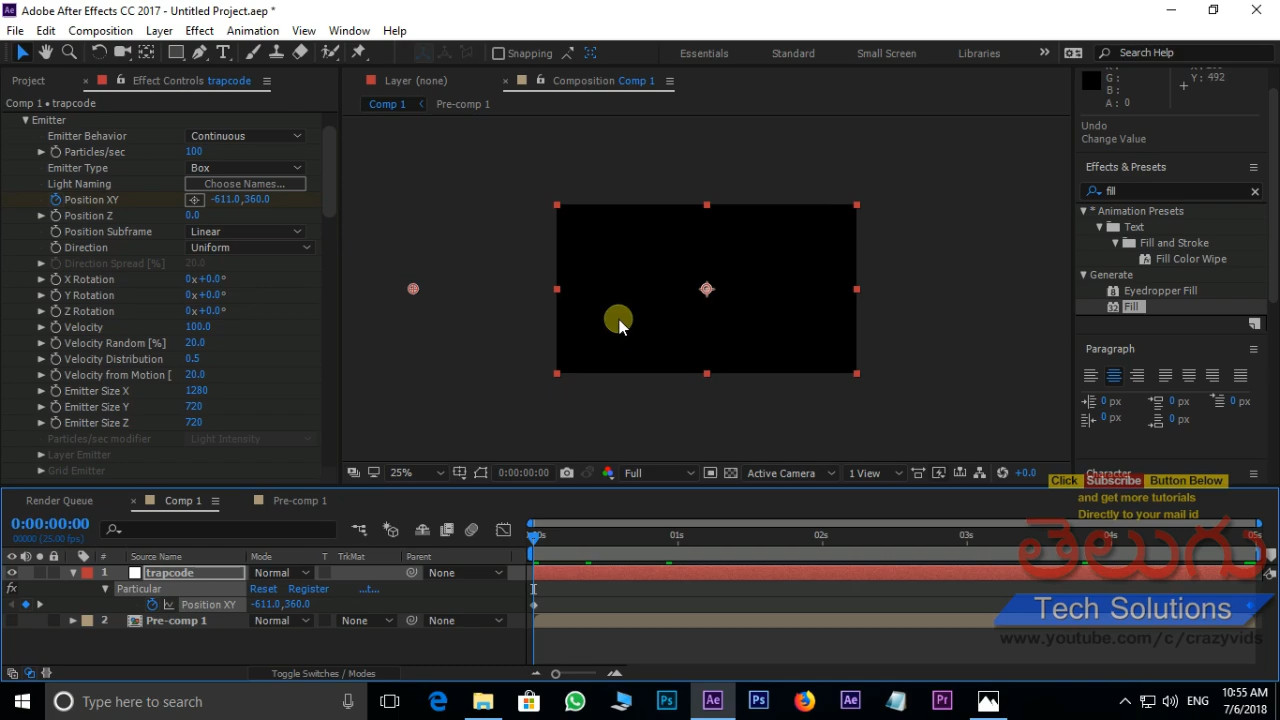 Adobe After Effects CC 2017 - Untitled Project.aep *
File Edit Composition Layer Effect Animation View Window Help
Snapping Essentials Standard Small Screen Libraries Search Help
Project Effect Controls trapcode Layer (none) Composition Comp 1
Comp 1 • trapcode
Comp 1 Pre-comp 1
Y: 492
A: 0
Emitter
Emitter Behavior Continuous
Particles/sec 100
Emitter Type Box
Light Naming Choose Names...
Position XY -611.0,360.0
Position Z 0.0
Position Subframe Linear
Direction Uniform
Direction Spread [%] 20.0
X Rotation 0x+0.0°
Y Rotation 0x+0.0°
Z Rotation 0x+0.0°
Velocity 100.0
Velocity Random [%] 20.0
Velocity Distribution 0.5
Velocity from Motion [ 20.0
Emitter Size X 1280
Emitter Size Y 720
Emitter Size Z 720
Particles/sec modifier Light Intensity
Layer Emitter
Grid Emitter
Undo
Change Value
Effects & Presets
fill
* Animation Presets
Text
Fill and Stroke
Fill Color Wipe
Generate
Eyedropper Fill
Fill
Paragraph
0 px 0 px 0 px
0 px 0 px
Character
25% 0:00:00:00 Full Active Camera 1 View +0.0
Click Subscribe Button Below
and get more tutorials
Directly to your mail id
Render Queue Comp 1 Pre-comp 1
0:00:00:00
00000 (25.00 fps)
:00s 01s 02s 03s 04s 05s
# Source Name Mode T TrkMat Parent
1 trapcode Normal None
fx Particular Reset Register ...t...
Position XY -611.0,360.0
2 Pre-comp 1 Normal None None
Toggle Switches / Modes
తెలుగు
Tech Solutions
www.youtube.com/c/crazyvids
Type here to search
ENG
10:55 AM
7/6/2018